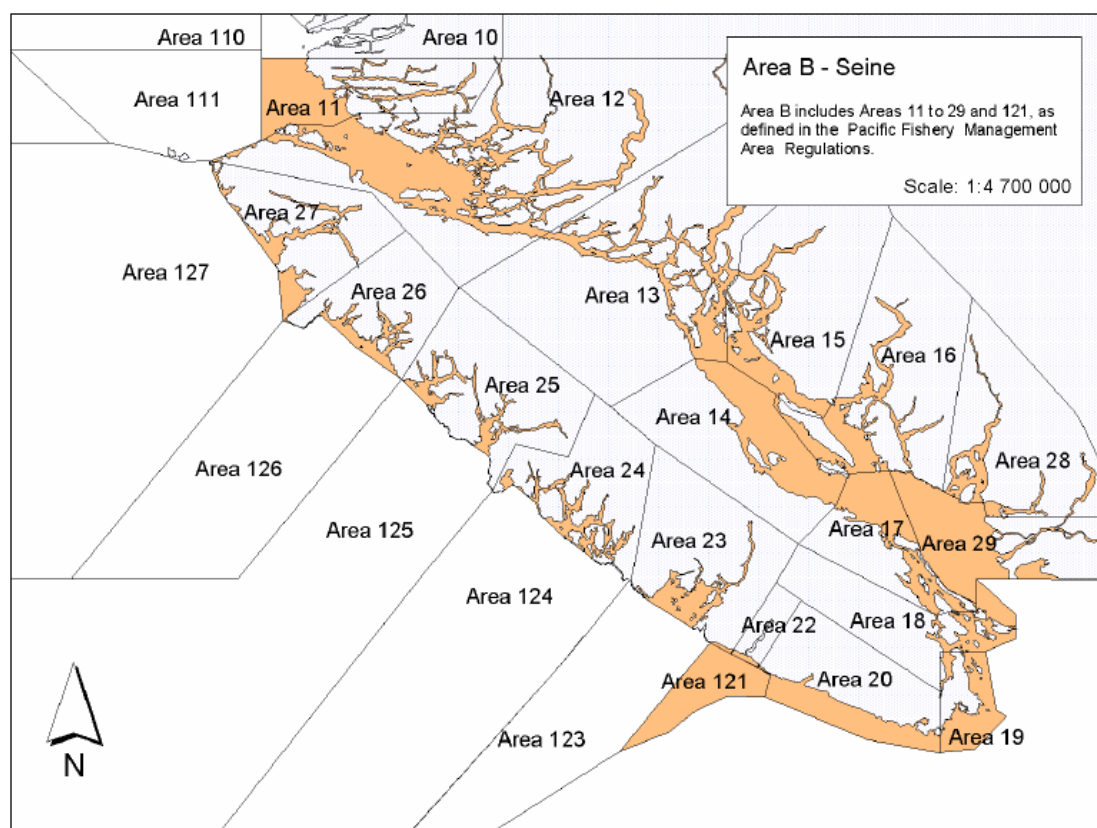 Area 110
Area 10
Area B - Seine
Area B includes Areas 11 to 29 and 121, as
defined in the Pacific Fishery Management
Area Regulations.
Scale: 1:4 700 000
Area 111
Area 11
Area 12
Area 27
Area 127
Area 26
Area 13
Area 15
Area 16
Area 25
Area 14
Area 126
Area 24
Area 28
Area 125
Area 23
Area 17
Area 29
Area 124
Area 22
Area 18
Area 121
Area 20
Area 123
Area 19
N